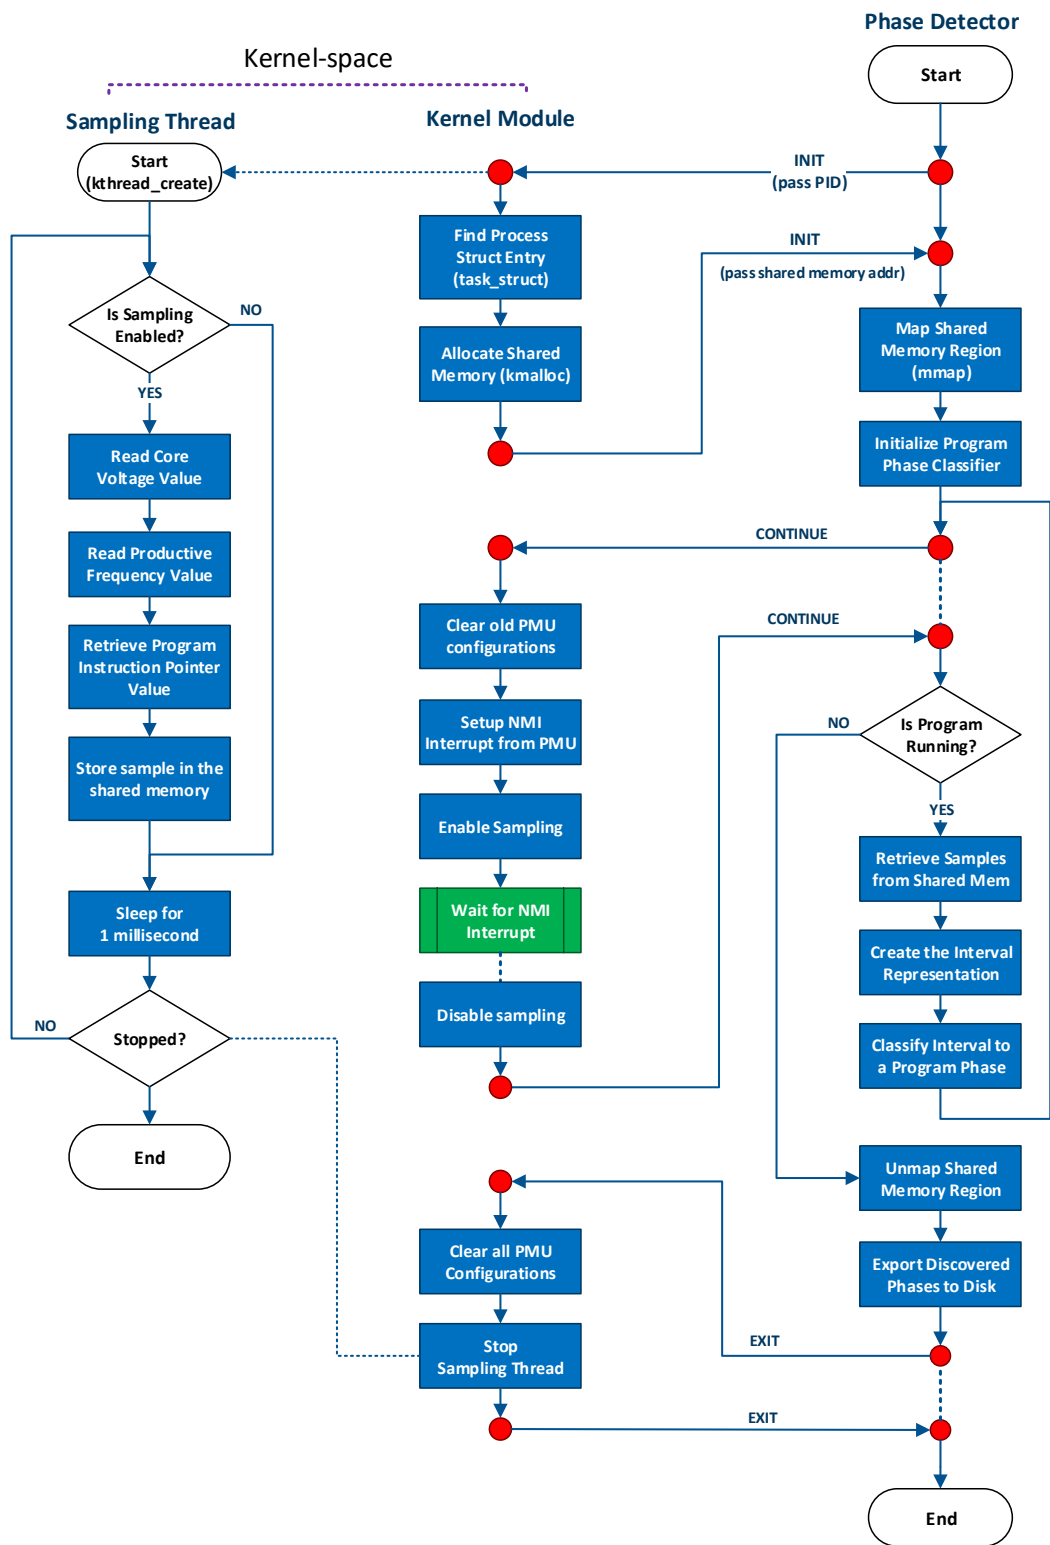 Phase Detector
Kernel-space
Start
Sampling Thread
Kernel Module
Start
(kthread_create)
INIT
(pass PID)
Find Process
Struct Entry
(task_struct)
INIT
(pass shared memory addr)
Is Sampling
Enabled?
NO
YES
Allocate Shared
Memory (kmalloc)
Map Shared
Memory Region
(mmap)
Initialize Program
Phase Classifier
Read Core
Voltage Value
Read Productive
Frequency Value
Retrieve Program
Instruction Pointer
Value
Store sample in the
shared memory
Sleep for
1 millisecond
NO
Stopped?
End
CONTINUE
Clear old PMU
configurations
CONTINUE
Setup NMI
Interrupt from PMU
Enable Sampling
Wait for NMI
Interrupt
Disable sampling
NO
Is Program
Running?
YES
Retrieve Samples
from Shared Mem
Create the Interval
Representation
Classify Interval to
a Program Phase
Unmap Shared
Memory Region
Export Discovered
Phases to Disk
Clear all PMU
Configurations
EXIT
Stop
Sampling Thread
EXIT
End